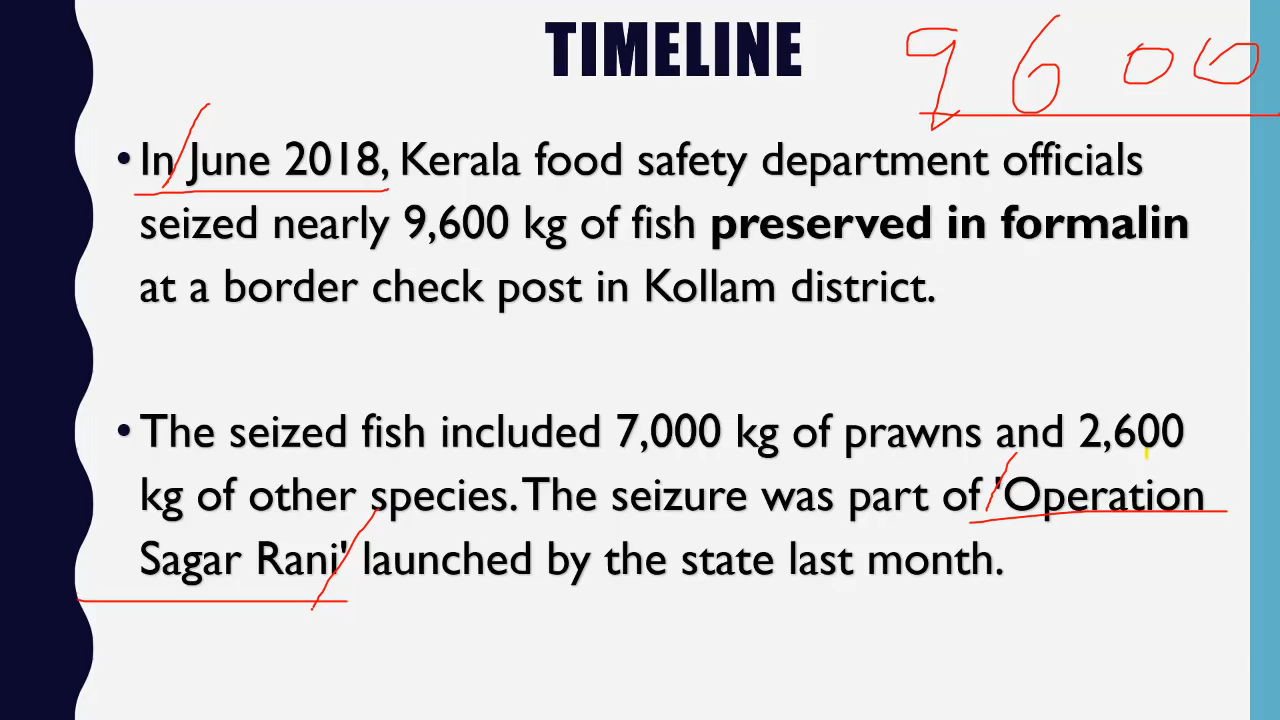 TIMELINE
9600
• In June 2018, Kerala food safety department officials
seized nearly 9,600 kg of fish preserved in formalin
at a border check post in Kollam district.
• The seized fish included 7,000 kg of prawns and 2,600
kg of other species. The seizure was part of 'Operation
Sagar Rani' launched by the state last month.